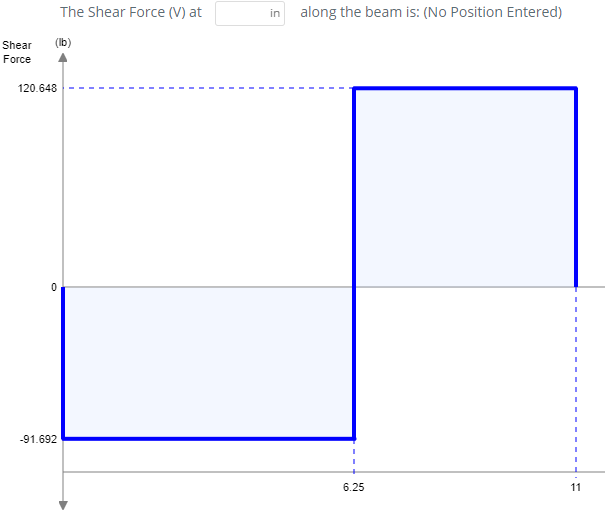 The Shear Force (V) at in along the beam is: (No Position Entered)
Shear (lb)
Force
120.648
0
-91.692
6.25 11